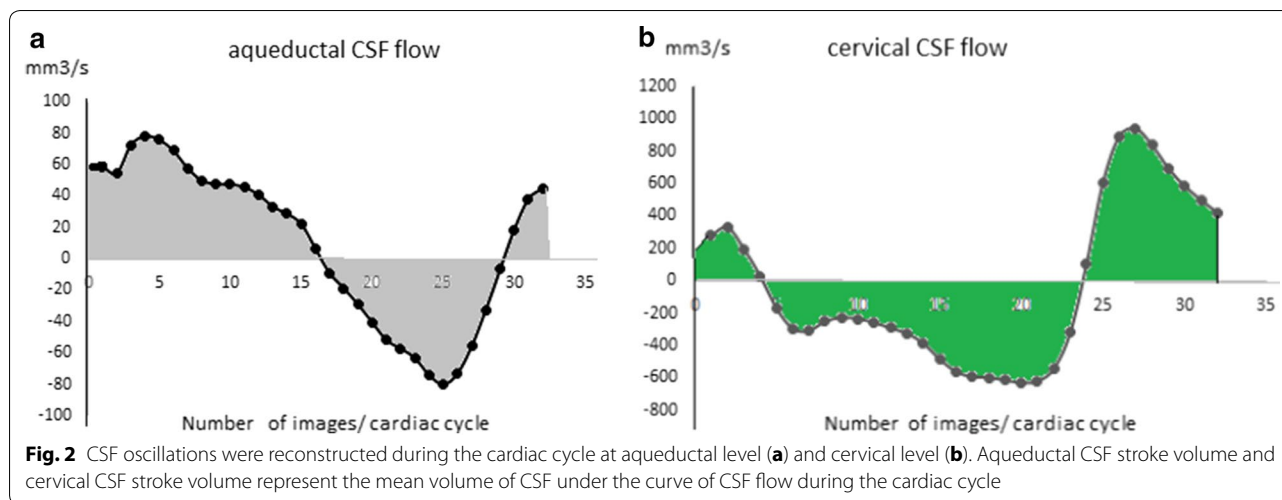 a
aqueductal CSF flow
mm3/s
100
80
60
40
20
0
-20
-40
-60
-80
-100
0 5 10 15 20 25 30 35
Number of images/ cardiac cycle
b
mm3/s
cervical CSF flow
1200
1000
800
600
400
200
0
-200
-400
-600
-800
0 10 15 20 25 30 35
Number of images/ cardiac cycle
Fig. 2 CSF oscillations were reconstructed during the cardiac cycle at aqueductal level (a) and cervical level (b). Aqueductal CSF stroke volume and
cervical CSF stroke volume represent the mean volume of CSF under the curve of CSF flow during the cardiac cycle